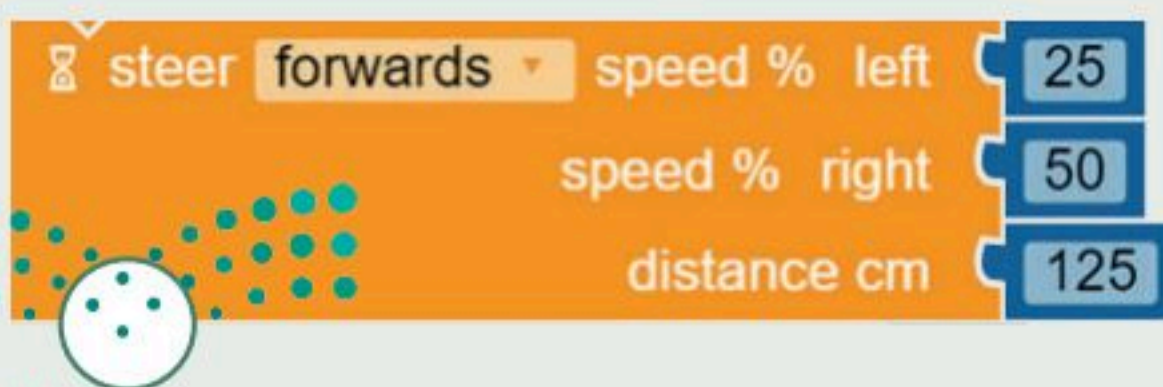 steer forwards speed % left 25
speed % right 50
distance cm 125